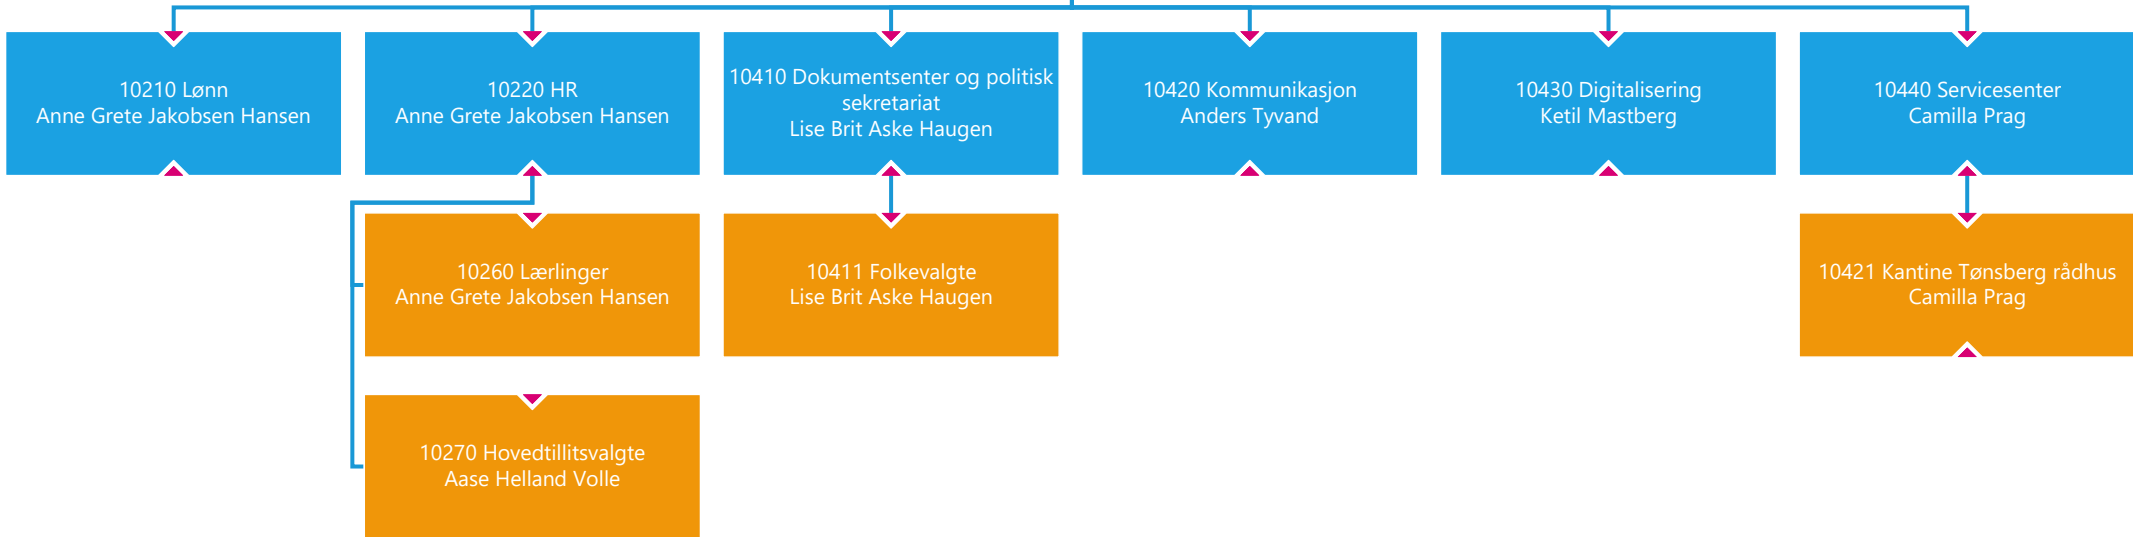 10210 Lønn
Anne Grete Jakobsen Hansen
10220 HR
Anne Grete Jakobsen Hansen
10410 Dokumentsenter og politisk
sekretariat
Lise Brit Aske Haugen
10420 Kommunikasjon
Anders Tyvand
10430 Digitalisering
Ketil Mastberg
10440 Servicesenter
Camilla Prag
10260 Lærlinger
Anne Grete Jakobsen Hansen
10411 Folkevalgte
Lise Brit Aske Haugen
10421 Kantine Tønsberg rådhus
Camilla Prag
10270 Hovedtillitsvalgte
Aase Helland Volle